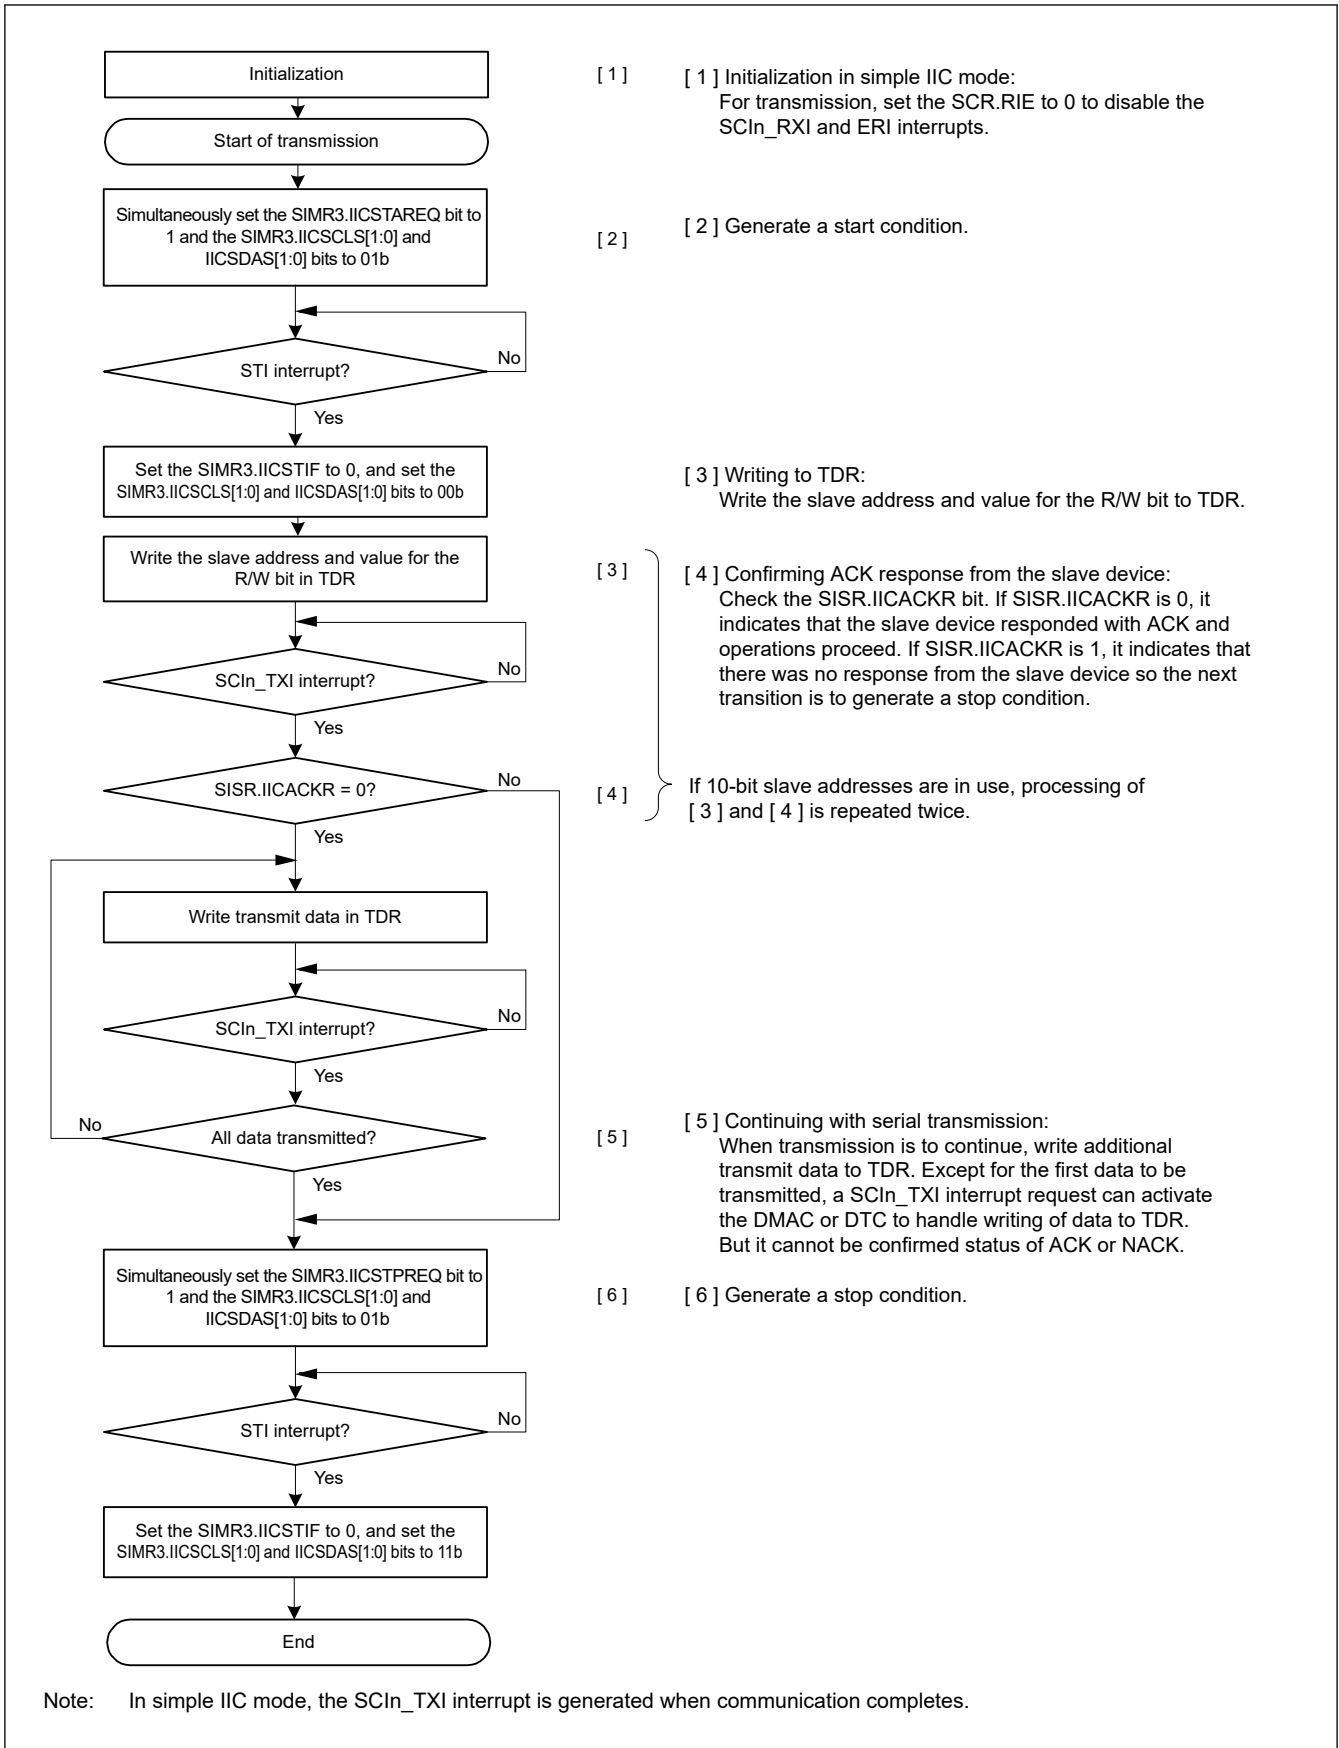 Initialization
[ 1 ]
[ 1 ] Initialization in simple IIC mode:
For transmission, set the SCR.RIE to 0 to disable the
SCIn_RXI and ERI interrupts.
Start of transmission
Simultaneously set the SIMR3.IICSTAREQ bit to
1 and the SIMR3.IICSCLS[1:0] and
IICSDAS[1:0] bits to 01b
[ 2 ]
[ 2 ] Generate a start condition.
STI interrupt?
No
Yes
Set the SIMR3.IICSTIF to 0, and set the
SIMR3.IICSCLS[1:0] and IICSDAS[1:0] bits to 00b
[ 3 ] Writing to TDR:
Write the slave address and value for the R/W bit to TDR.
Write the slave address and value for the
R/W bit in TDR
[ 3 ]
[ 4 ] Confirming ACK response from the slave device:
Check the SISR.IICACKR bit. If SISR.IICACKR is 0, it
indicates that the slave device responded with ACK and
operations proceed. If SISR.IICACKR is 1, it indicates that
there was no response from the slave device so the next
transition is to generate a stop condition.
SCIn_TXI interrupt?
No
Yes
SISR.IICACKR = 0?
No
[ 4 ]
If 10-bit slave addresses are in use, processing of
[ 3 ] and [ 4 ] is repeated twice.
Yes
Write transmit data in TDR
SCIn_TXI interrupt?
No
Yes
No
All data transmitted?
[ 5 ]
[ 5 ] Continuing with serial transmission:
When transmission is to continue, write additional
transmit data to TDR. Except for the first data to be
transmitted, a SCIn_TXI interrupt request can activate
the DMAC or DTC to handle writing of data to TDR.
But it cannot be confirmed status of ACK or NACK.
Yes
Simultaneously set the SIMR3.IICSTPREQ bit to
1 and the SIMR3.IICSCLS[1:0] and
IICSDAS[1:0] bits to 01b
[ 6 ]
[ 6 ] Generate a stop condition.
STI interrupt?
No
Yes
Set the SIMR3.IICSTIF to 0, and set the
SIMR3.IICSCLS[1:0] and IICSDAS[1:0] bits to 11b
End
Note: In simple IIC mode, the SCIn_TXI interrupt is generated when communication completes.